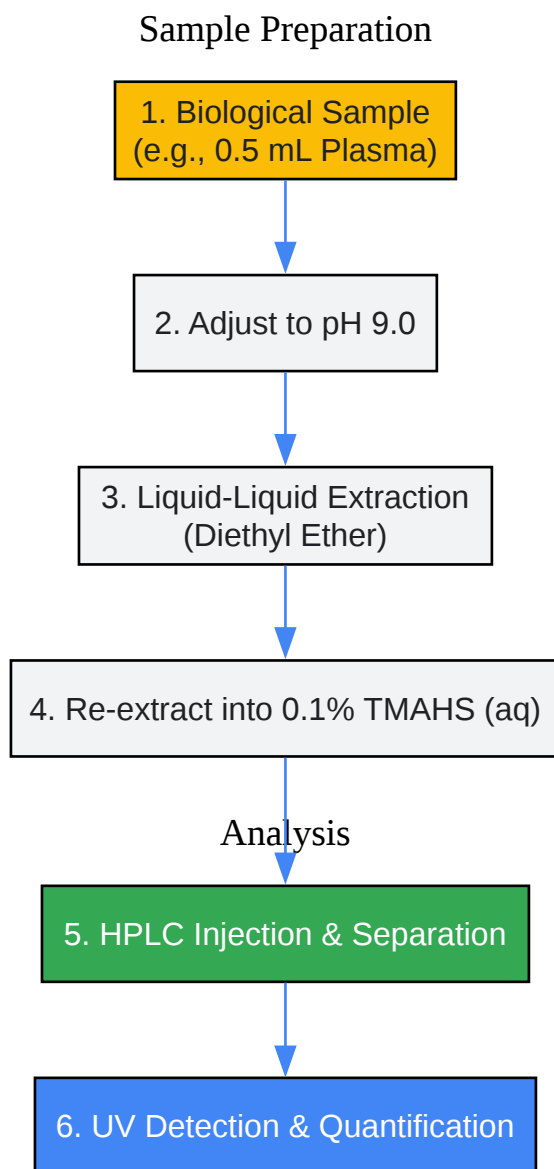 Sample Preparation
1. Biological Sample
(e.g., 0.5 mL Plasma)
2. Adjust to pH 9.0
3. Liquid-Liquid Extraction
(Diethyl Ether)
4. Re-extract into 0.1% TMAHS (aq)
Analysis
5. HPLC Injection & Separation
6. UV Detection & Quantification